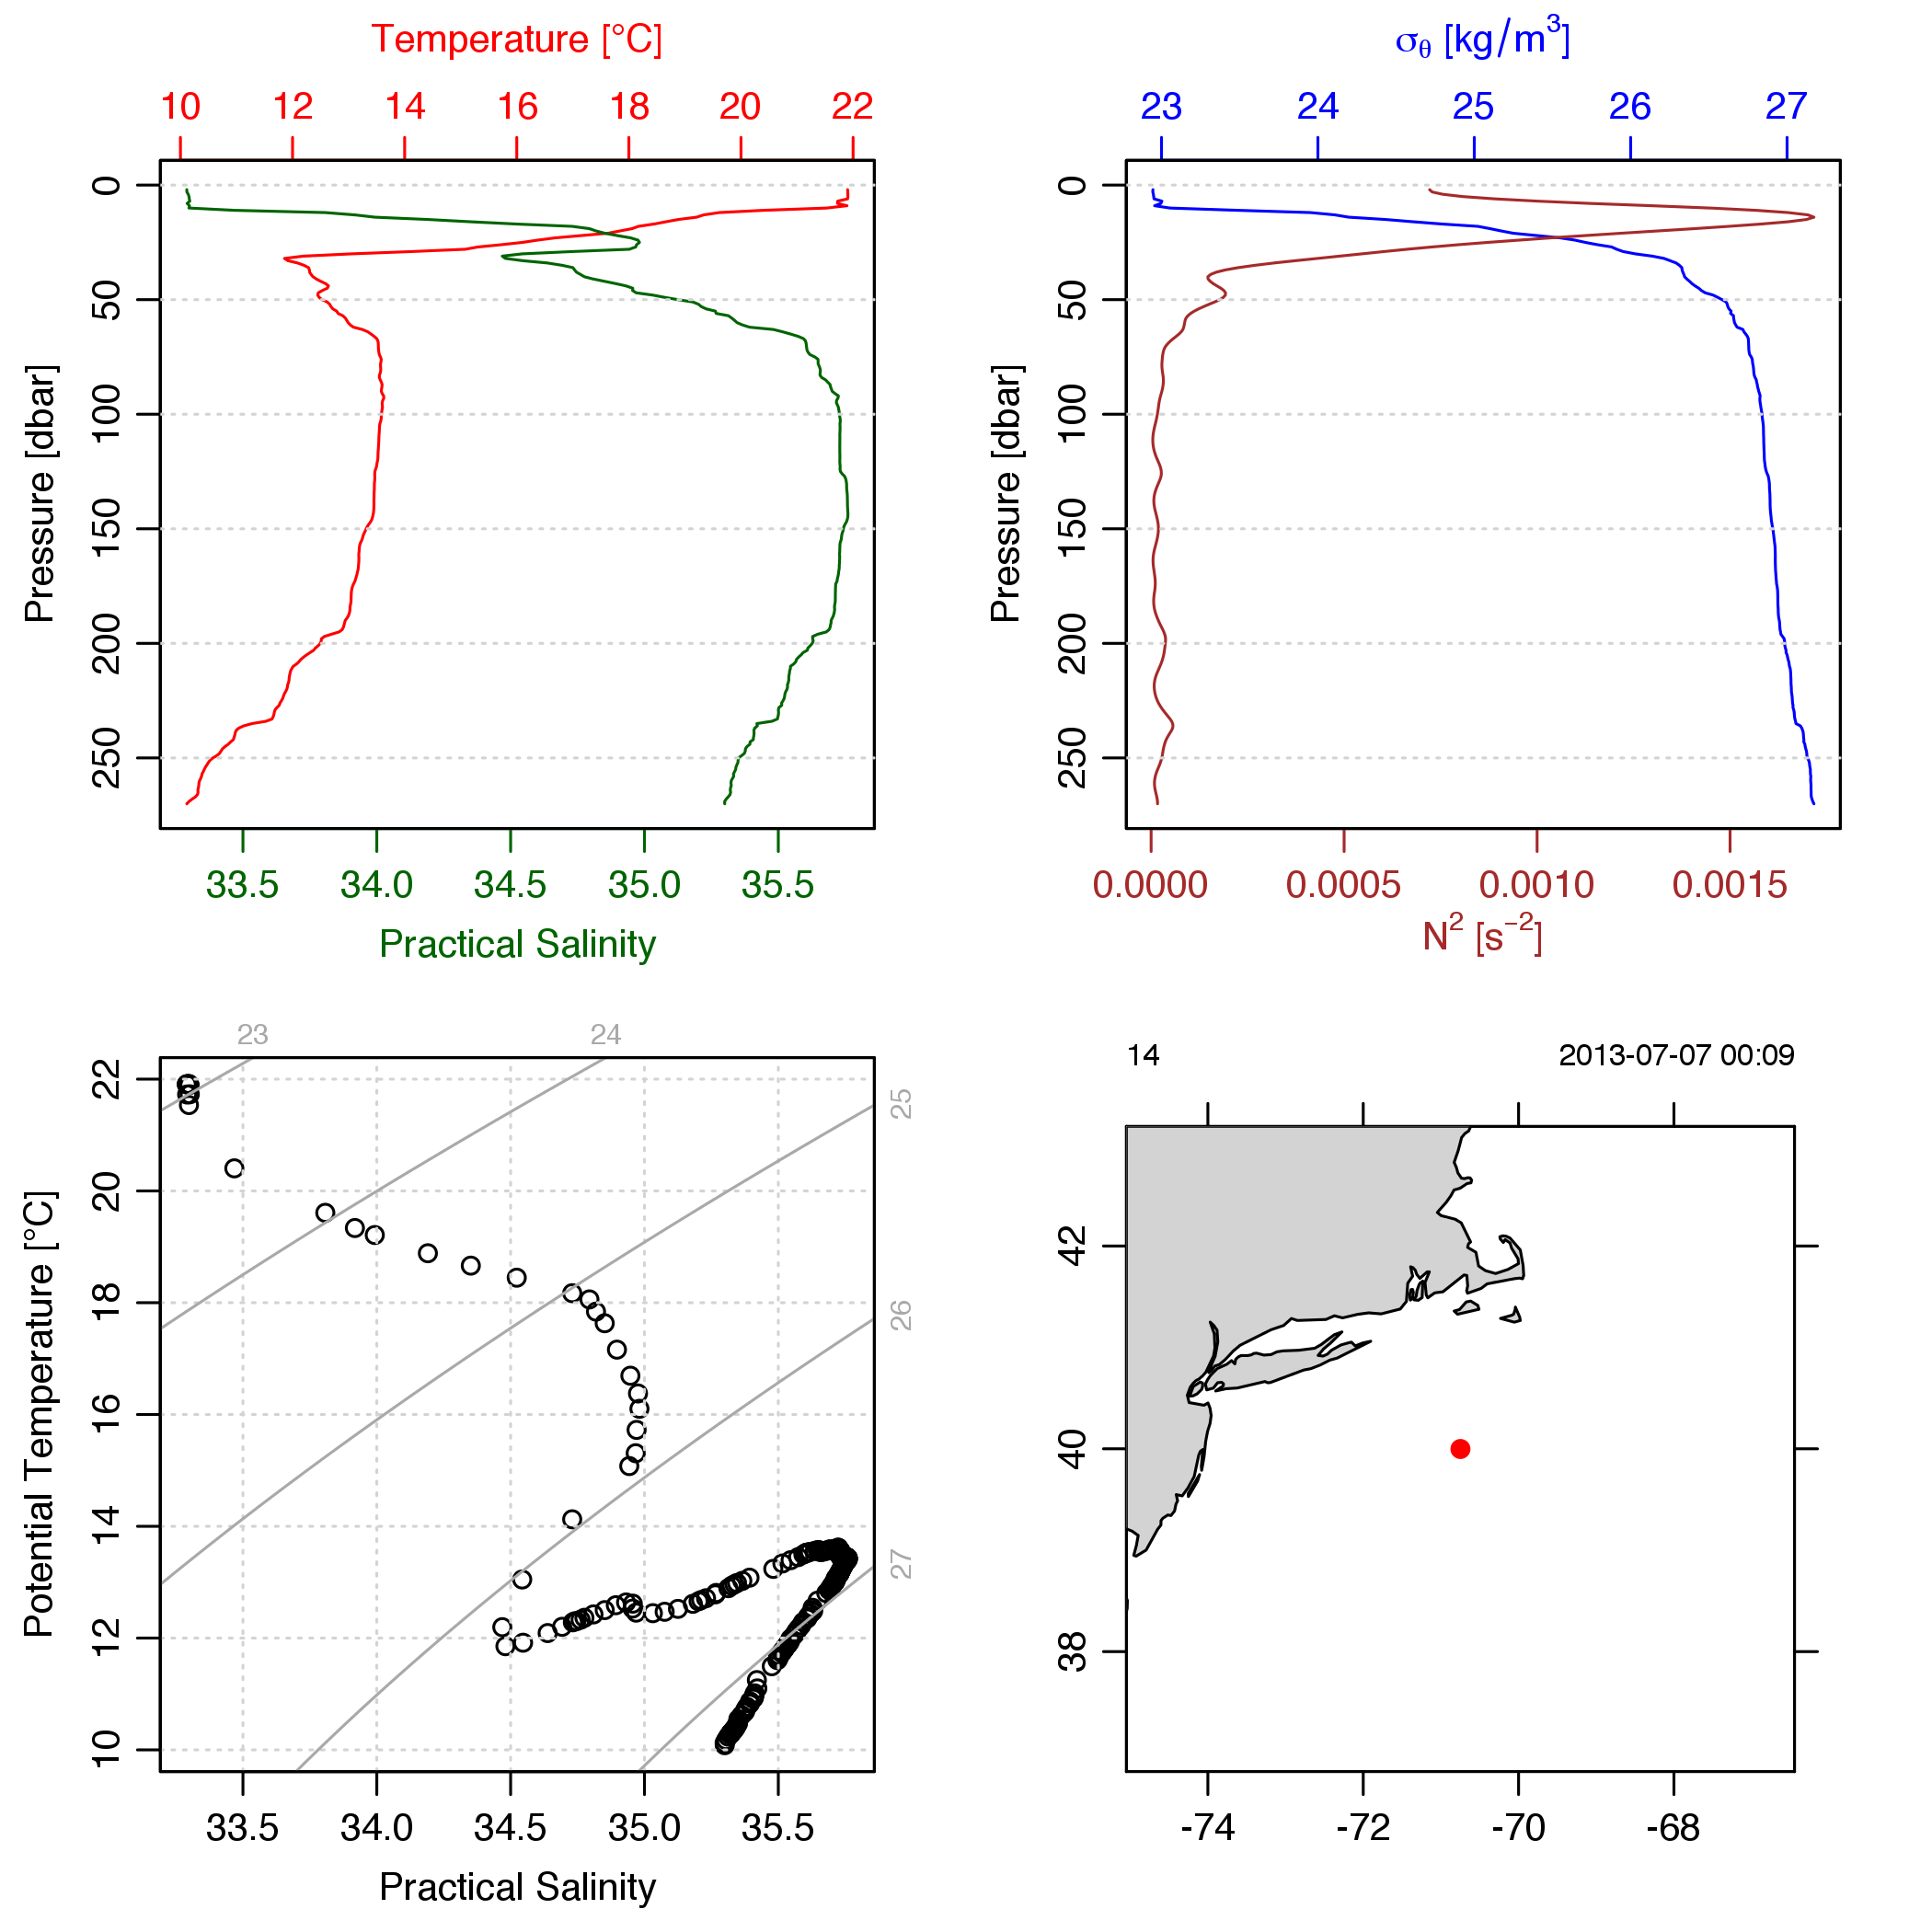 Temperature [°C]
10 12 14 16 18 20 22
0
50
100
150
200
250
Pressure [dbar]
33.5 34.0 34.5 35.0 35.5
Practical Salinity
σθ [kg/m³]
23 24 25 26 27
0
50
100
150
200
250
Pressure [dbar]
0.0000 0.0005 0.0010 0.0015
N² [s⁻²]
23 24
25
26
27
22
20
18
16
14
12
10
Potential Temperature [°C]
33.5 34.0 34.5 35.0 35.5
Practical Salinity
14 2013-07-07 00:09
42
40
38
-74 -72 -70 -68